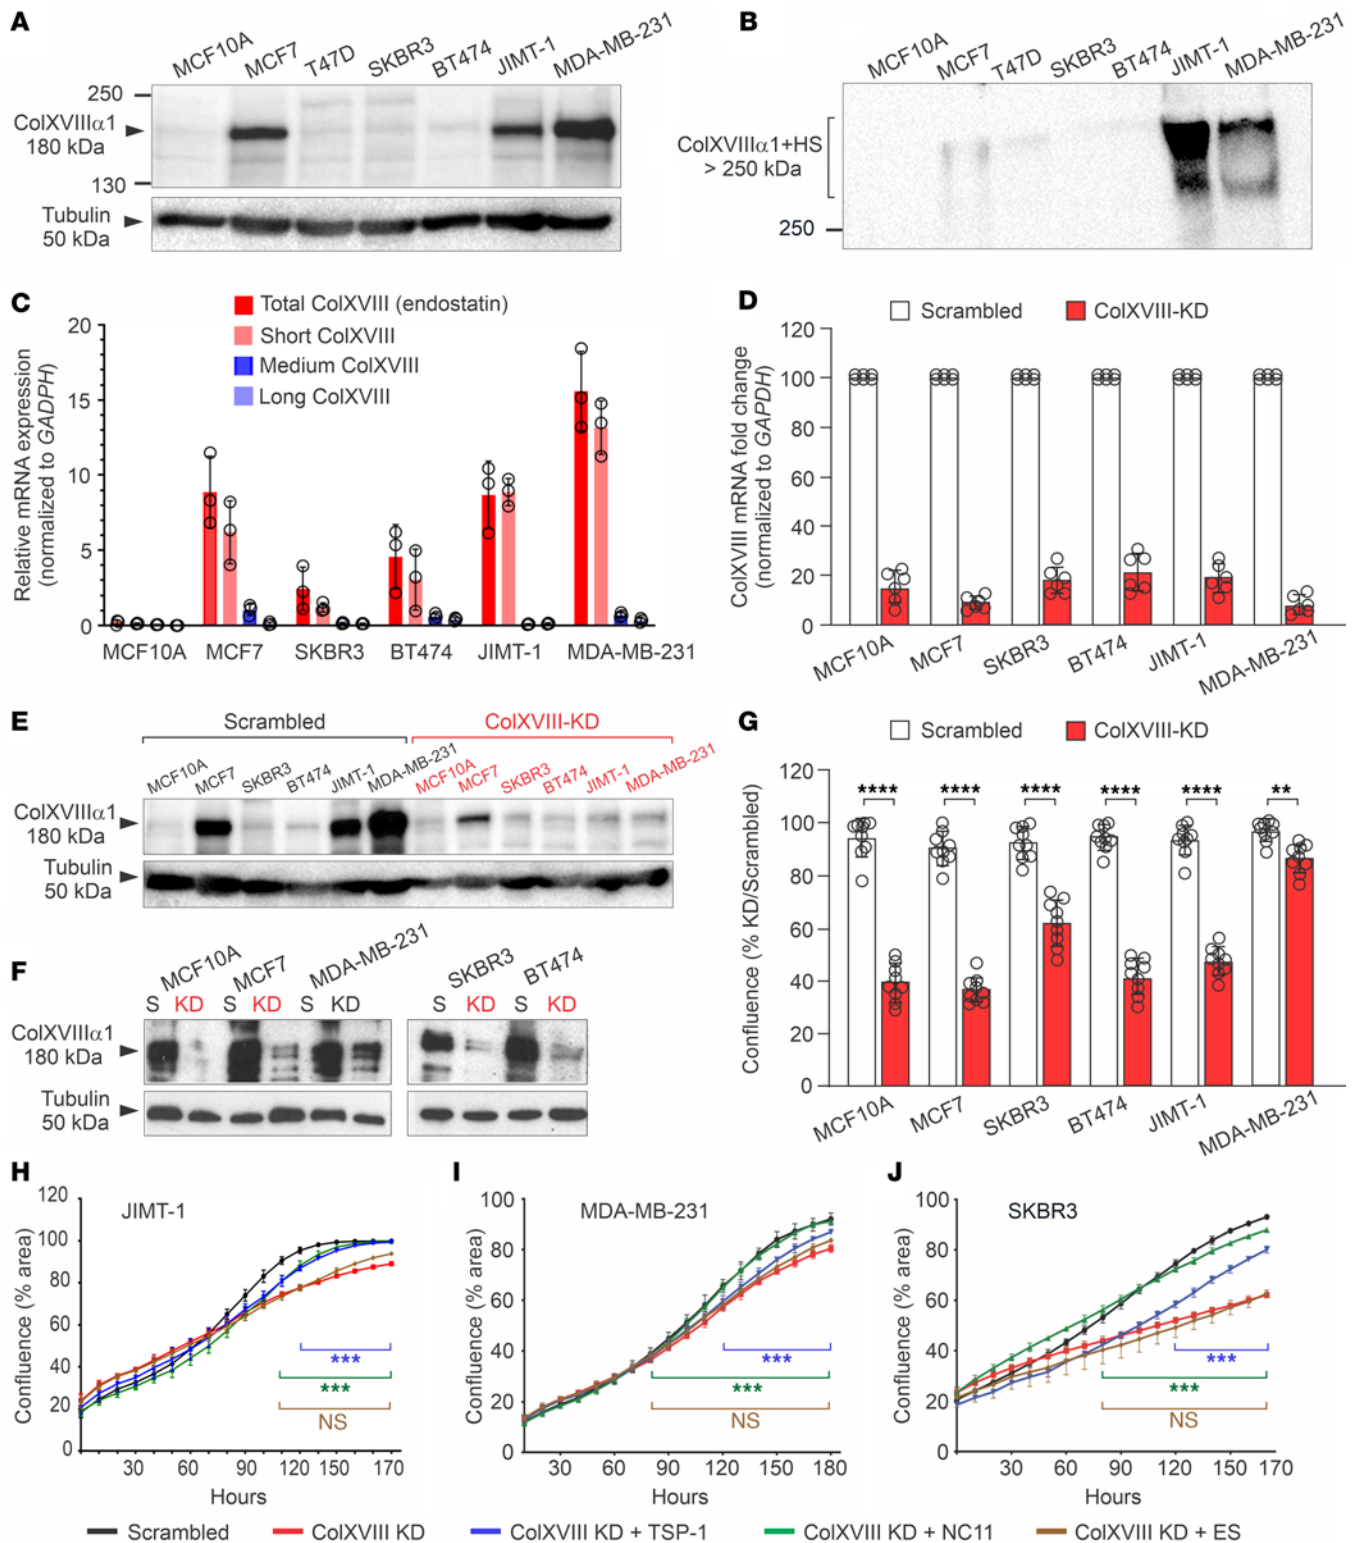 A
MCF10A MCF7 T47D SKBR3 BT474 JIMT-1 MDA-MB-231
250
ColXVIIIα1
180 kDa
130
Tubulin
50 kDa
B
MCF10A MCF7 T47D SKBR3 BT474 JIMT-1 MDA-MB-231
ColXVIIIα1+HS
> 250 kDa
250
C
Total ColXVIII (endostatin)
Short ColXVIII
Medium ColXVIII
Long ColXVIII
Relative mRNA expression
(normalized to GADPH)
20
15
10
5
0
MCF10A MCF7 SKBR3 BT474 JIMT-1 MDA-MB-231
D
Scrambled ColXVIII-KD
ColXVIII mRNA fold change
(normalized to GAPDH)
120
100
80
60
40
20
0
MCF10A MCF7 SKBR3 BT474 JIMT-1 MDA-MB-231
E
Scrambled ColXVIII-KD
MCF10A MCF7 SKBR3 BT474 JIMT-1 MDA-MB-231 MCF10A MCF7 SKBR3 BT474 JIMT-1 MDA-MB-231
ColXVIIIα1
180 kDa
Tubulin
50 kDa
F
MCF10A MCF7 MDA-MB-231 SKBR3 BT474
S KD S KD S KD S KD S KD
ColXVIIIα1
180 kDa
Tubulin
50 kDa
G
Scrambled ColXVIII-KD
Confluence (% KD/Scrambled)
120
100
80
60
40
20
0
**** **** **** **** **** **
MCF10A MCF7 SKBR3 BT474 JIMT-1 MDA-MB-231
H
JIMT-1
Confluence (% area)
120
100
80
60
40
20
0
***
***
NS
30 60 90 120 150 170
Hours
I
MDA-MB-231
Confluence (% area)
100
80
60
40
20
0
***
***
NS
30 60 90 120 150 180
Hours
J
SKBR3
Confluence (% area)
100
80
60
40
20
0
***
***
NS
30 60 90 120 150 170
Hours
Scrambled ColXVIII KD ColXVIII KD + TSP-1 ColXVIII KD + NC11 ColXVIII KD + ES